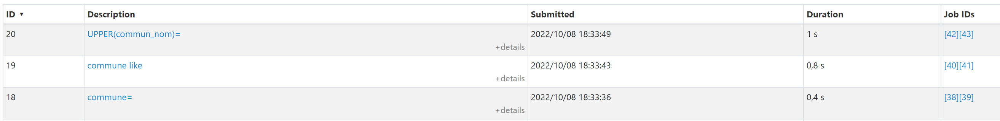 ID ▼ Description Submitted Duration Job IDs
20 UPPER(commun_nom)= 2022/10/08 18:33:49 1 s [42][43]
+details
19 commune like 2022/10/08 18:33:43 0,8 s [40][41]
+details
18 commune= 2022/10/08 18:33:36 0,4 s [38][39]
+details